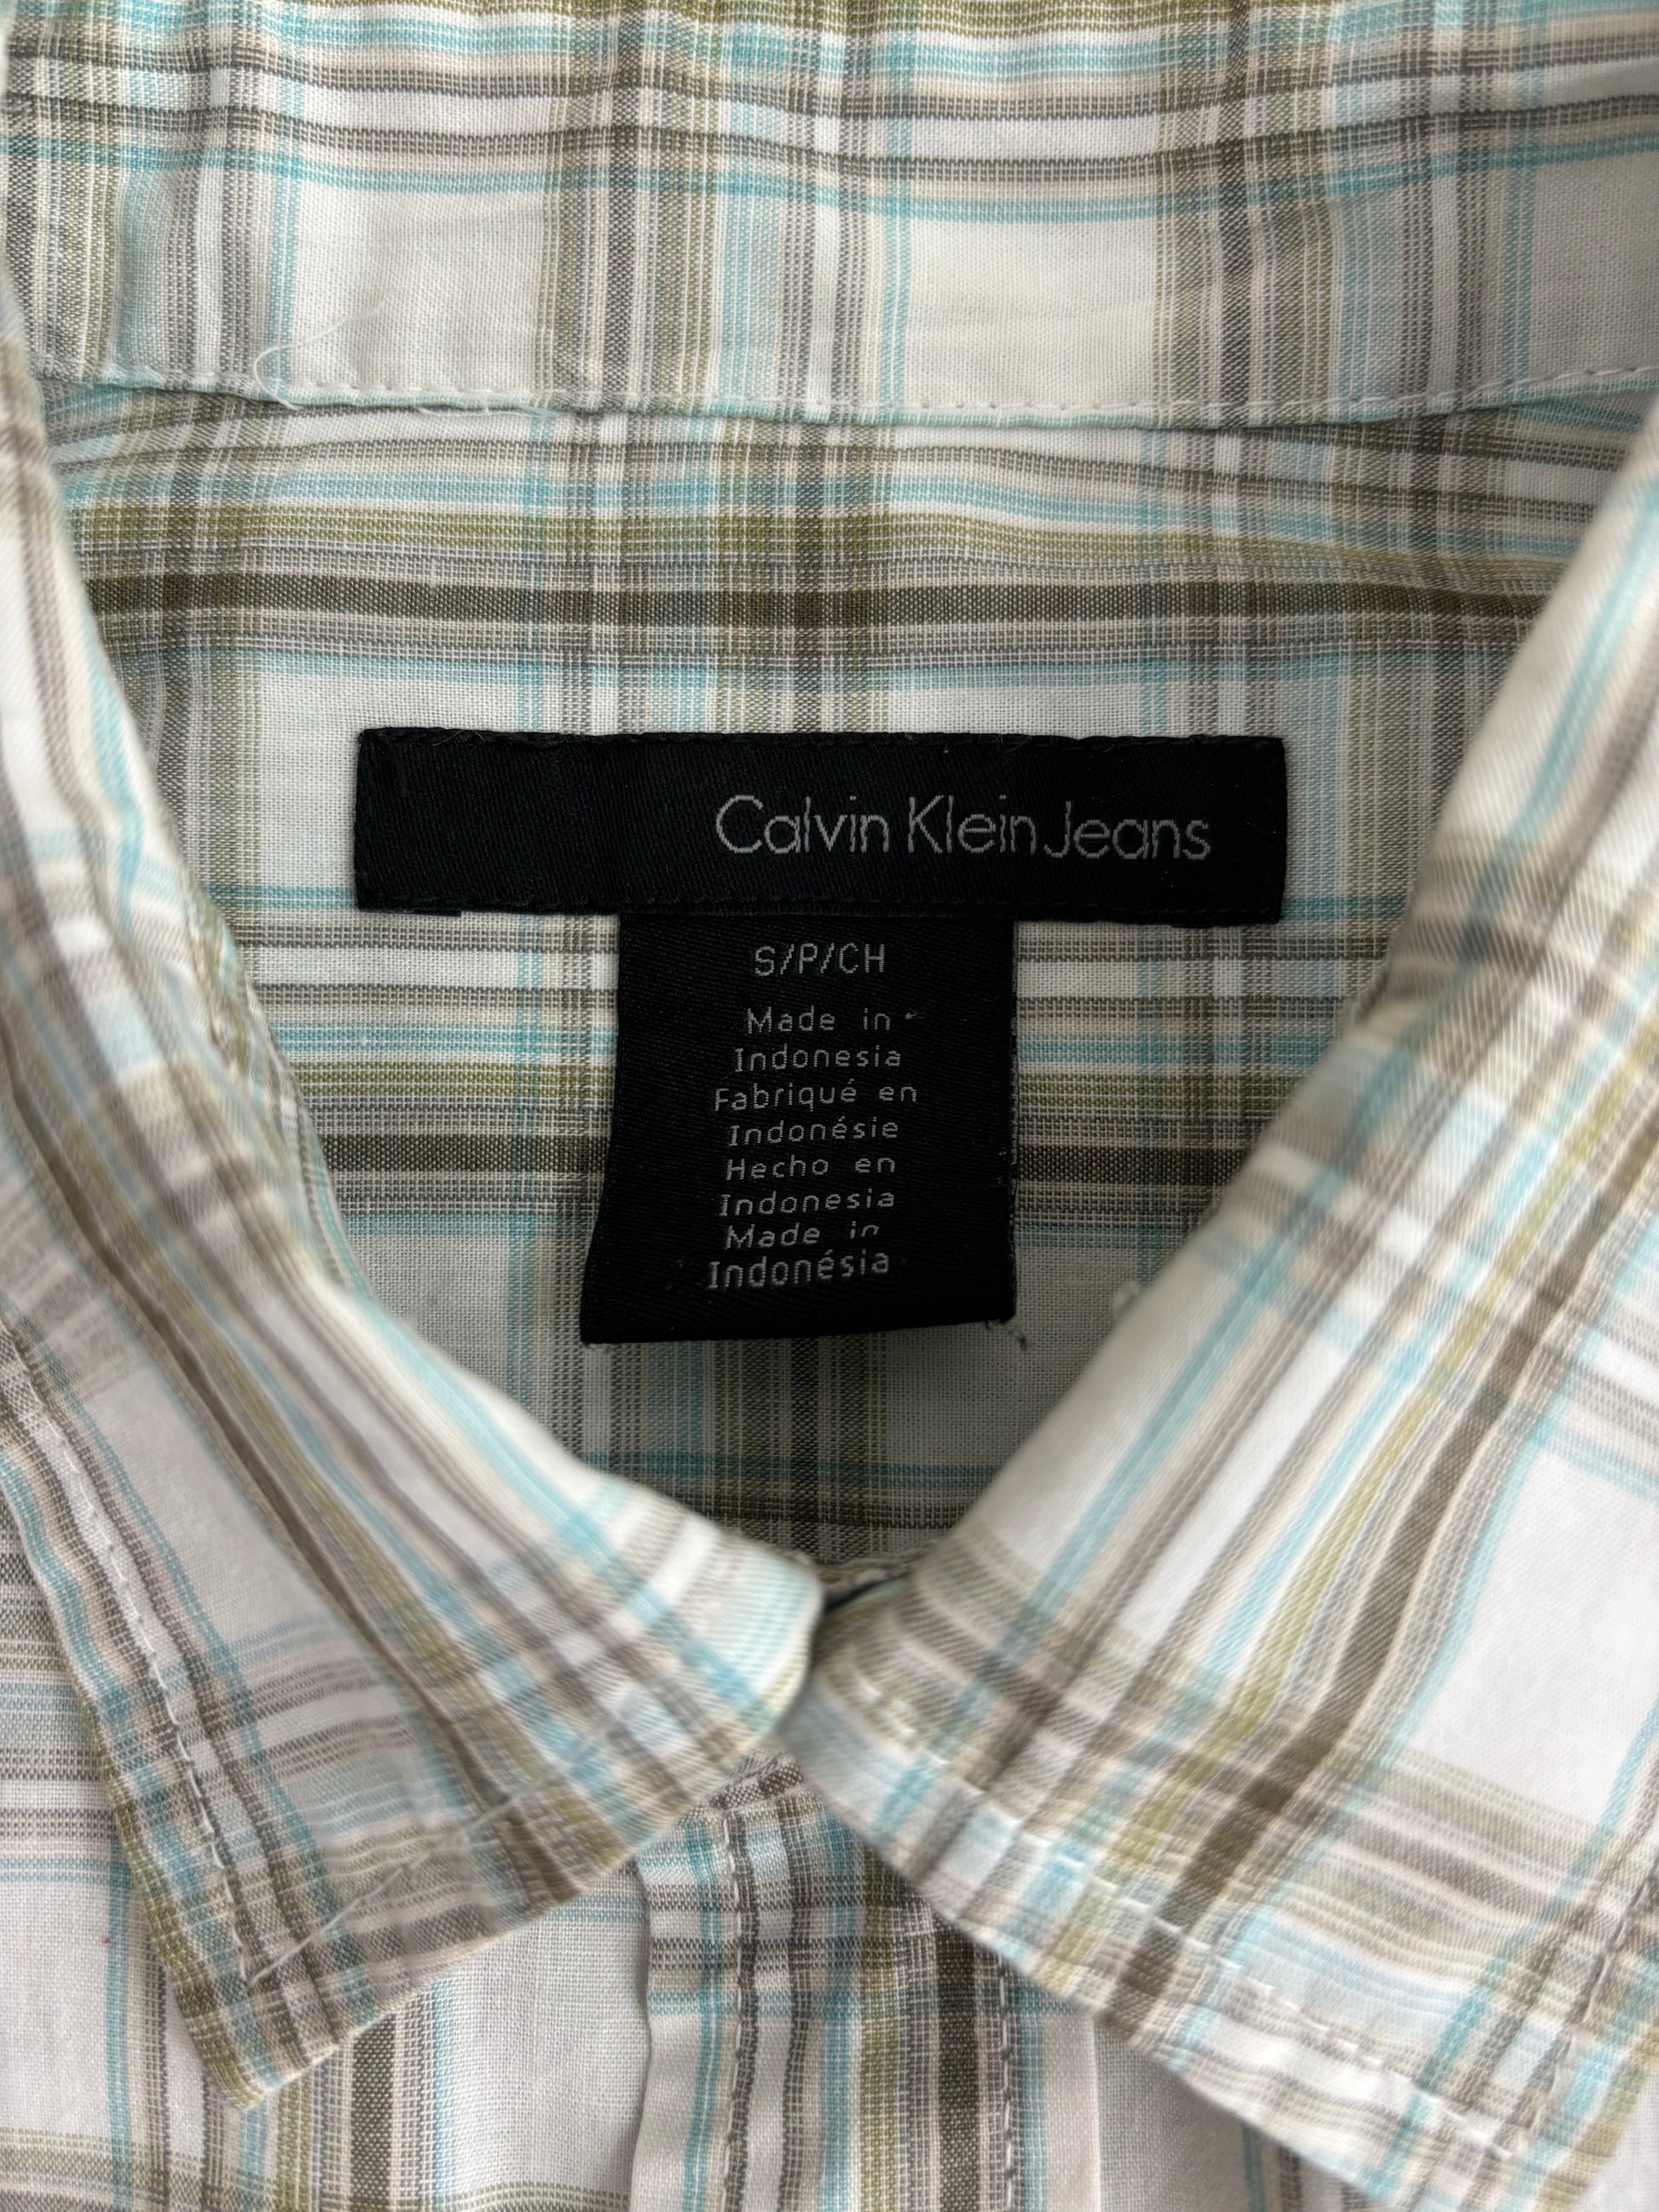 Calvin Klein Jeans
S/P/CH
Made in
Indonesia
Fabriqué en
Indonésie
Hecho en
Indonesia
Made in
Indonésia